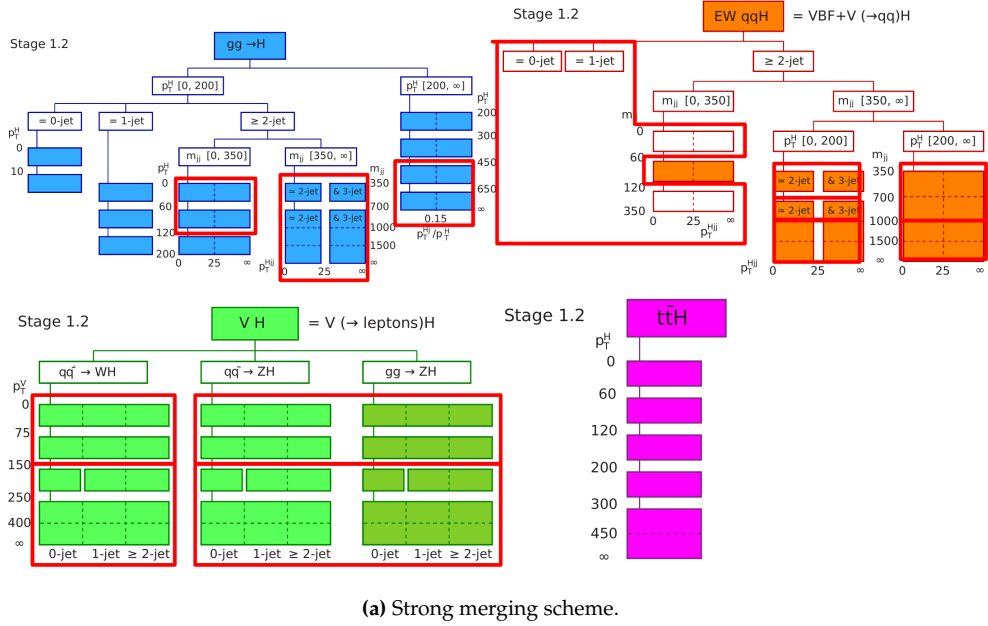 Stage 1.2
gg →H
p_T^H [0, 200]
p_T^H [200, ∞]
= 0-jet
= 1-jet
≥ 2-jet
m_jj [0, 350]
m_jj [350, ∞]
p_T^H
0
10
p_T^H
0
60
120
200
0
25
∞
p_T^Hjj
≃ 2-jet
& 3-jet
≃ 2-jet
& 3-jet
0
25
∞
m_jj
350
700
1000
1500
∞
p_T^H
200
300
450
650
∞
0.15
p_T^Hj/p_T^H
Stage 1.2
EW qqH
= VBF+V (→qq)H
= 0-jet
= 1-jet
≥ 2-jet
m_jj [0, 350]
m_jj [350, ∞]
p_T^H [0, 200]
p_T^H [200, ∞]
m
0
60
120
350
0
25
∞
p_T^Hjj
≃ 2-jet
& 3-jet
≃ 2-jet
& 3-jet
m_jj
350
700
1000
1500
∞
p_T^Hjj
0
25
∞
0
25
∞
Stage 1.2
V H
= V (→ leptons)H
qq̄ → WH
qq̄ → ZH
gg → ZH
p_T^V
0
75
150
250
400
∞
0-jet 1-jet ≥ 2-jet
0-jet 1-jet ≥ 2-jet
0-jet 1-jet ≥ 2-jet
Stage 1.2
tt̄H
p_T^H
0
60
120
200
300
450
∞
(a) Strong merging scheme.